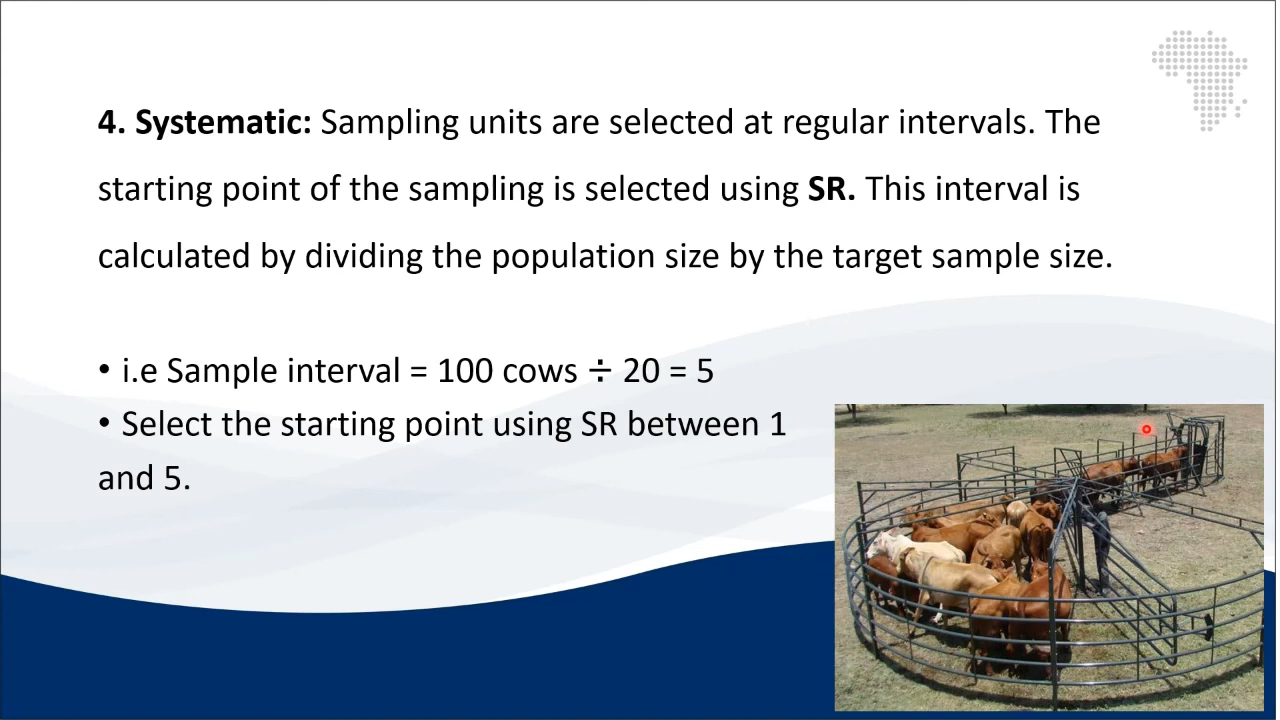 4. Systematic: Sampling units are selected at regular intervals. The
starting point of the sampling is selected using SR. This interval is
calculated by dividing the population size by the target sample size.
• i.e Sample interval = 100 cows ÷ 20 = 5
• Select the starting point using SR between 1
and 5.